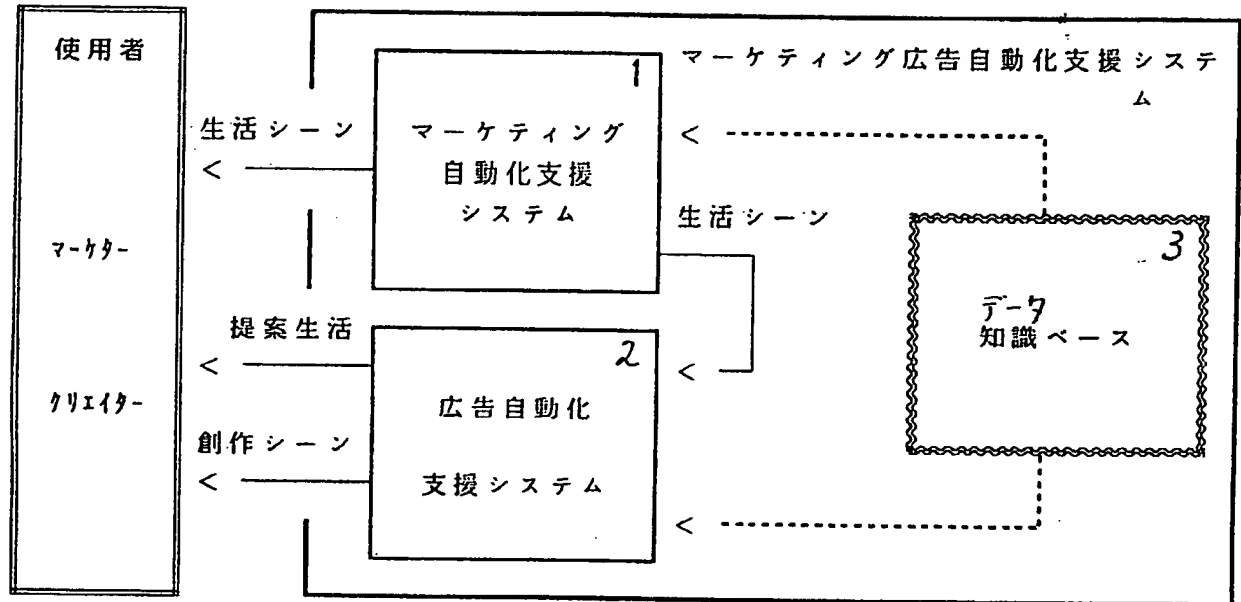 使用者
マーケター
クリエイター
マーケティング広告自動化支援システ
ム
生活シーン
1
マーケティング
自動化支援
システム
生活シーン
提案生活
創作シーン
2
広告自動化
支援システム
3
データ
知識ベース